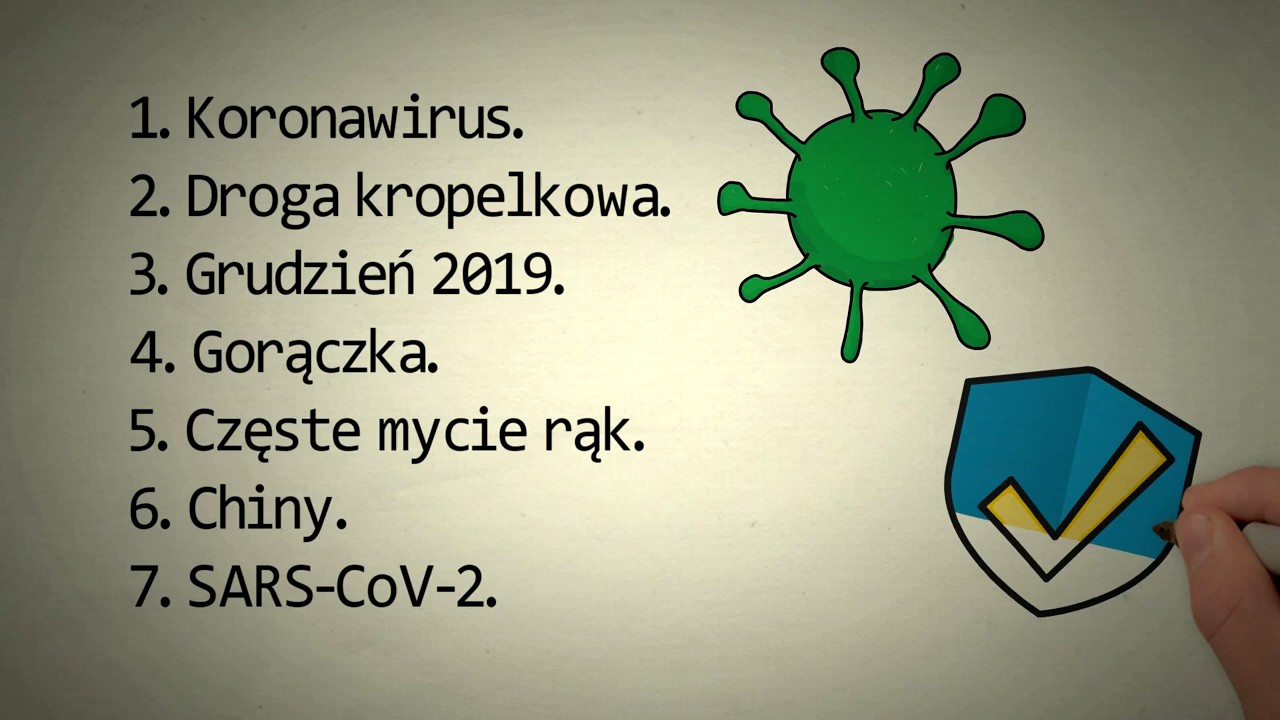 1. Koronawirus.
2. Droga kropelkowa.
3. Grudzień 2019.
4. Gorączka.
5. Częste mycie rąk.
6. Chiny.
7. SARS-CoV-2.